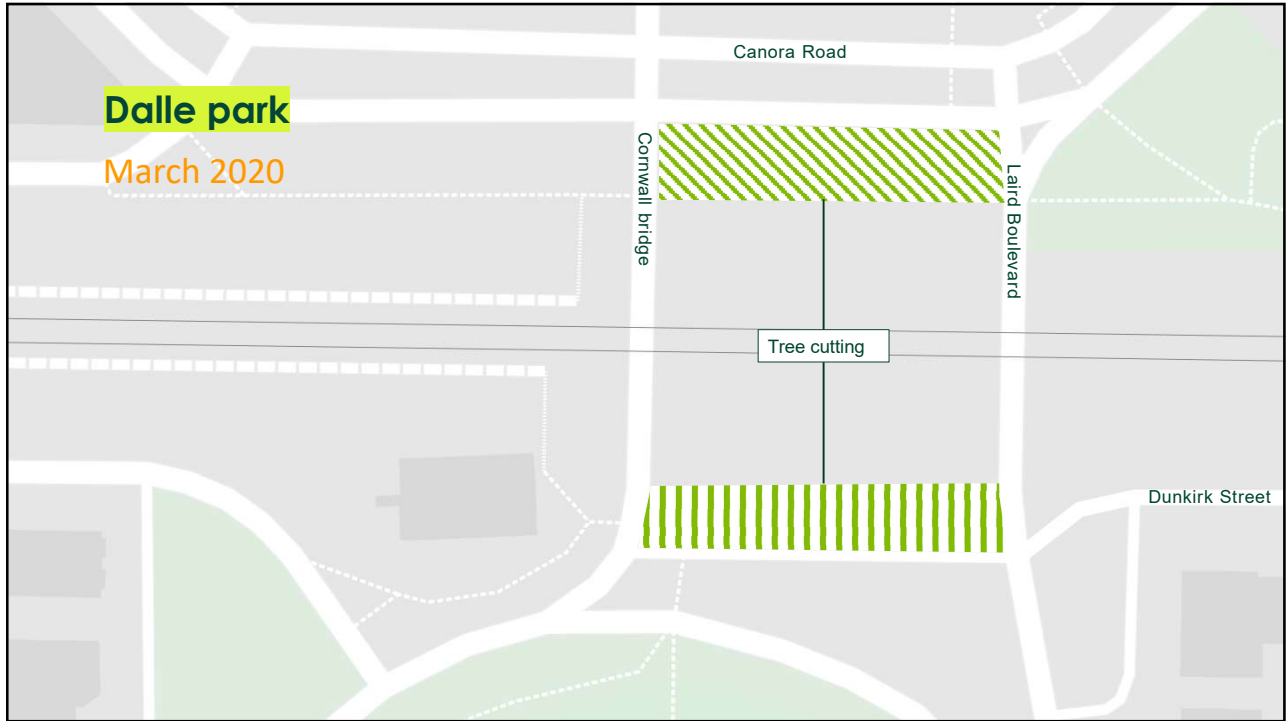 Canora Road
Dalle park
March 2020
Cornwall bridge
Laird Boulevard
Tree cutting
Dunkirk Street